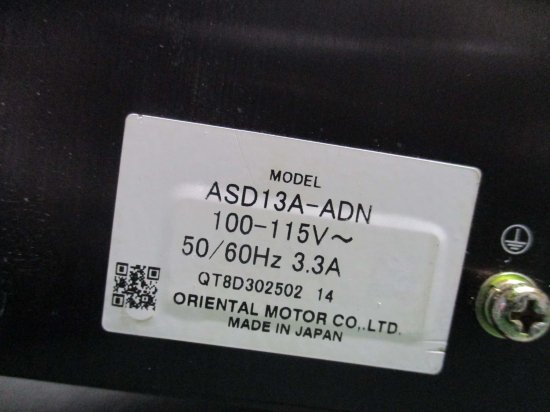 MODEL
ASD13A-ADN
100-115V~
50/60Hz 3.3A
QT8D302502 14
ORIENTAL MOTOR CO.,LTD.
MADE IN JAPAN